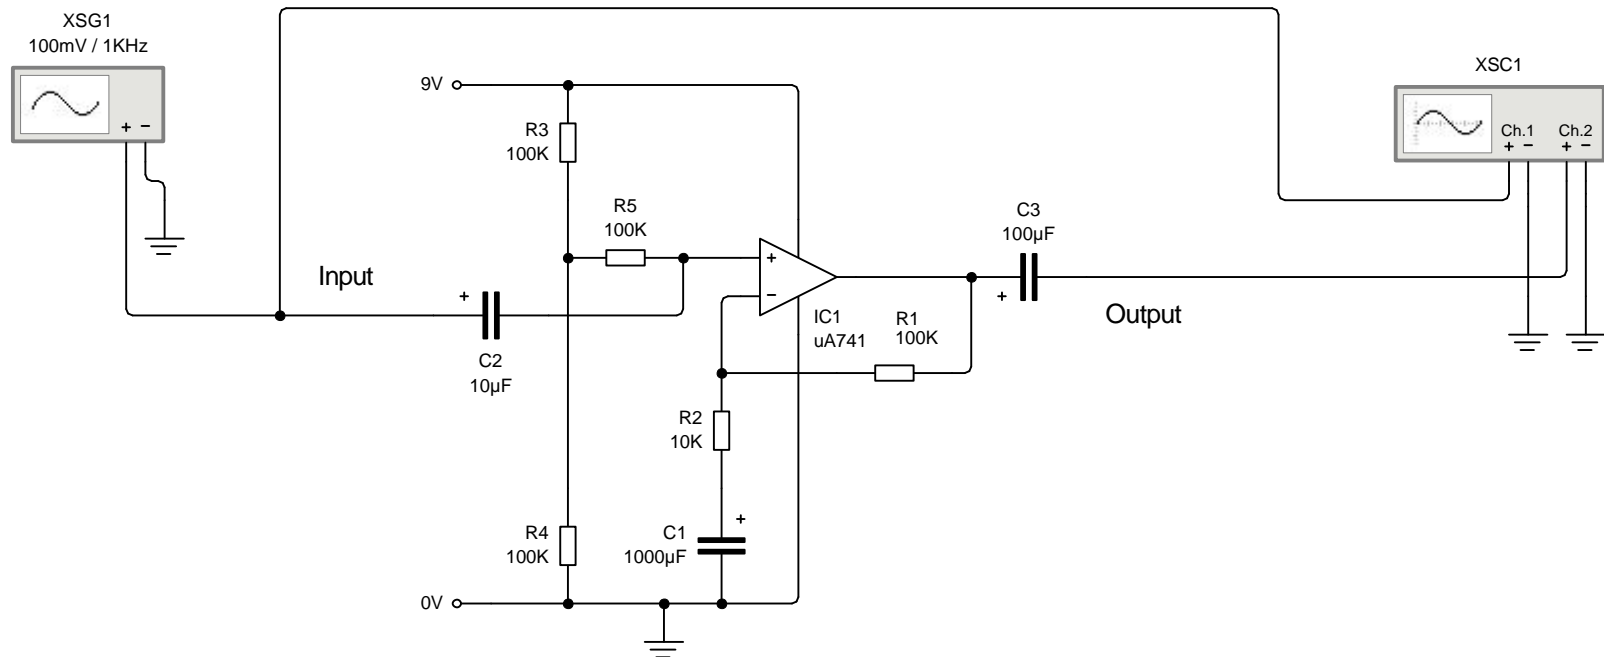 XSG1
100mV / 1KHz
+ −
XSC1
Ch.1 Ch.2
+ − + −
9V
R3
100K
R5
100K
C3
100µF
+
Input
+
C2
10µF
+
−
IC1
uA741
R1
100K
Output
R2
10K
R4
100K
C1
1000µF
+
0V